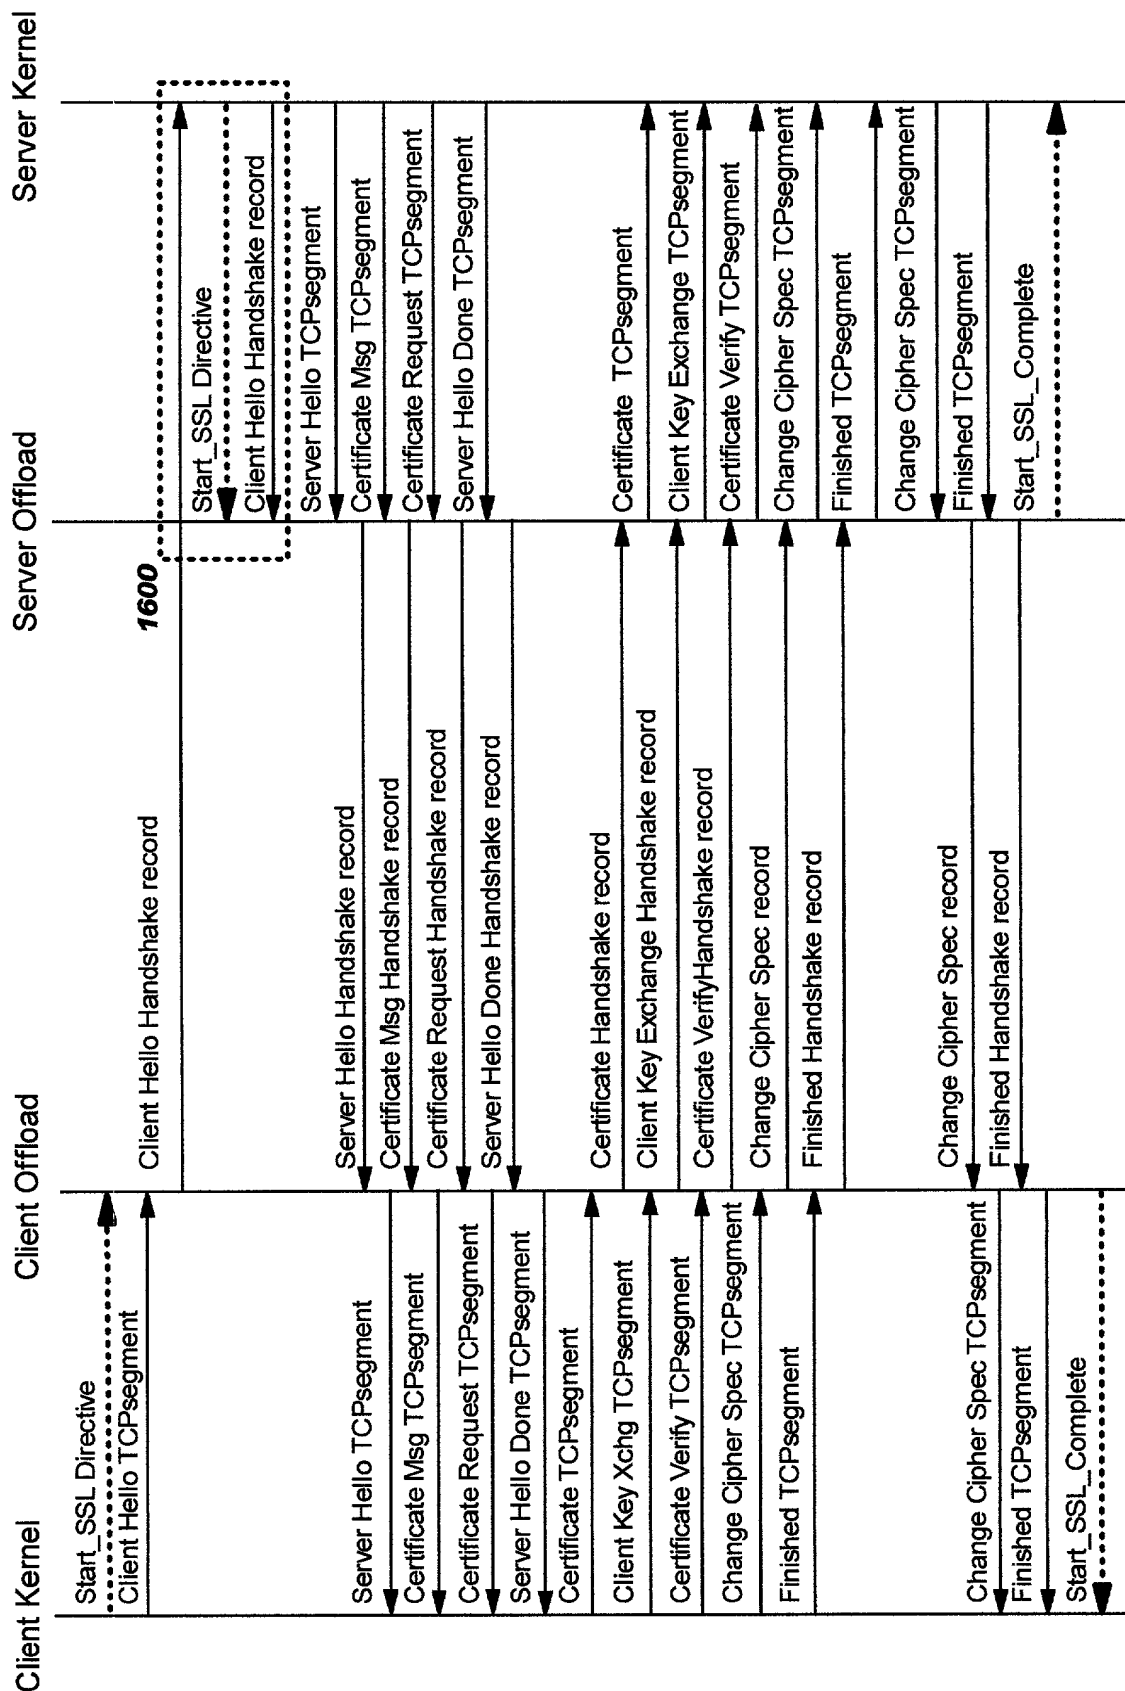 Client Kernel
Client Offload
Server Offload
Server Kernel
Start_SSL Directive
Client Hello TCPsegment
Server Hello TCPsegment
Certificate Msg TCPsegment
Certificate Request TCPsegment
Server Hello Done TCPsegment
Certificate TCPsegment
Client Key Xchg TCPsegment
Certificate Verify TCPsegment
Change Cipher Spec TCPsegment
Finished TCPsegment
Change Cipher Spec TCPsegment
Finished TCPsegment
Start_SSL_Complete
Client Hello Handshake record
Server Hello Handshake record
Certificate Msg Handshake record
Certificate Request Handshake record
Server Hello Done Handshake record
Certificate Handshake record
Client Key Exchange Handshake record
Certificate VerifyHandshake record
Change Cipher Spec record
Finished Handshake record
Change Cipher Spec record
Finished Handshake record
1600
Start_SSL Directive
Client Hello Handshake record
Server Hello TCPsegment
Certificate Msg TCPsegment
Certificate Request TCPsegment
Server Hello Done TCPsegment
Certificate TCPsegment
Client Key Exchange TCPsegment
Certificate Verify TCPsegment
Change Cipher Spec TCPsegment
Finished TCPsegment
Change Cipher Spec TCPsegment
Finished TCPsegment
Start_SSL_Complete